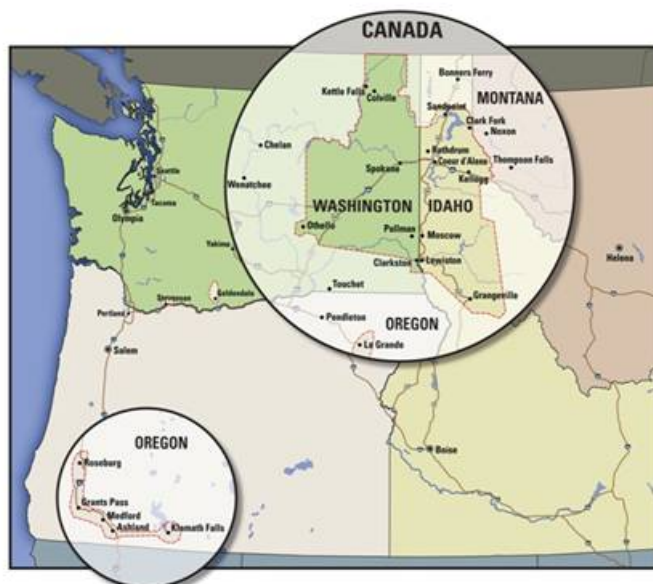 CANADA
Bonners Ferry
Kettle Falls
Colville
Sandpoint
MONTANA
Clark Fork
Noxon
Chelan
Rathdrum
Coeur d'Alene
Thompson Falls
Spokane
Kellogg
Seattle
Wenatchee
Tacoma
WASHINGTON
IDAHO
Olympia
Othello
Pullman
Moscow
Yakima
Helena
Clarkston
Lewiston
Touchet
Goldendale
Stevenson
Grangeville
Portland
Pendleton
OREGON
La Grande
Salem
OREGON
Boise
Roseburg
Grants Pass
Medford
Ashland
Klamath Falls